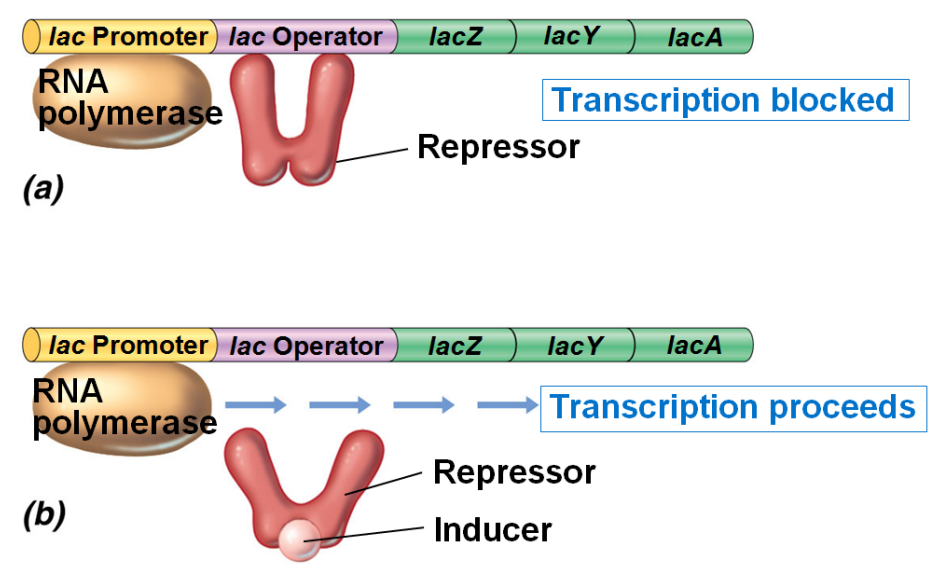 lac Promoter lac Operator lacZ lacY lacA
RNA
polymerase
Transcription blocked
Repressor
(a)
lac Promoter lac Operator lacZ lacY lacA
RNA
polymerase
Transcription proceeds
Repressor
(b)
Inducer